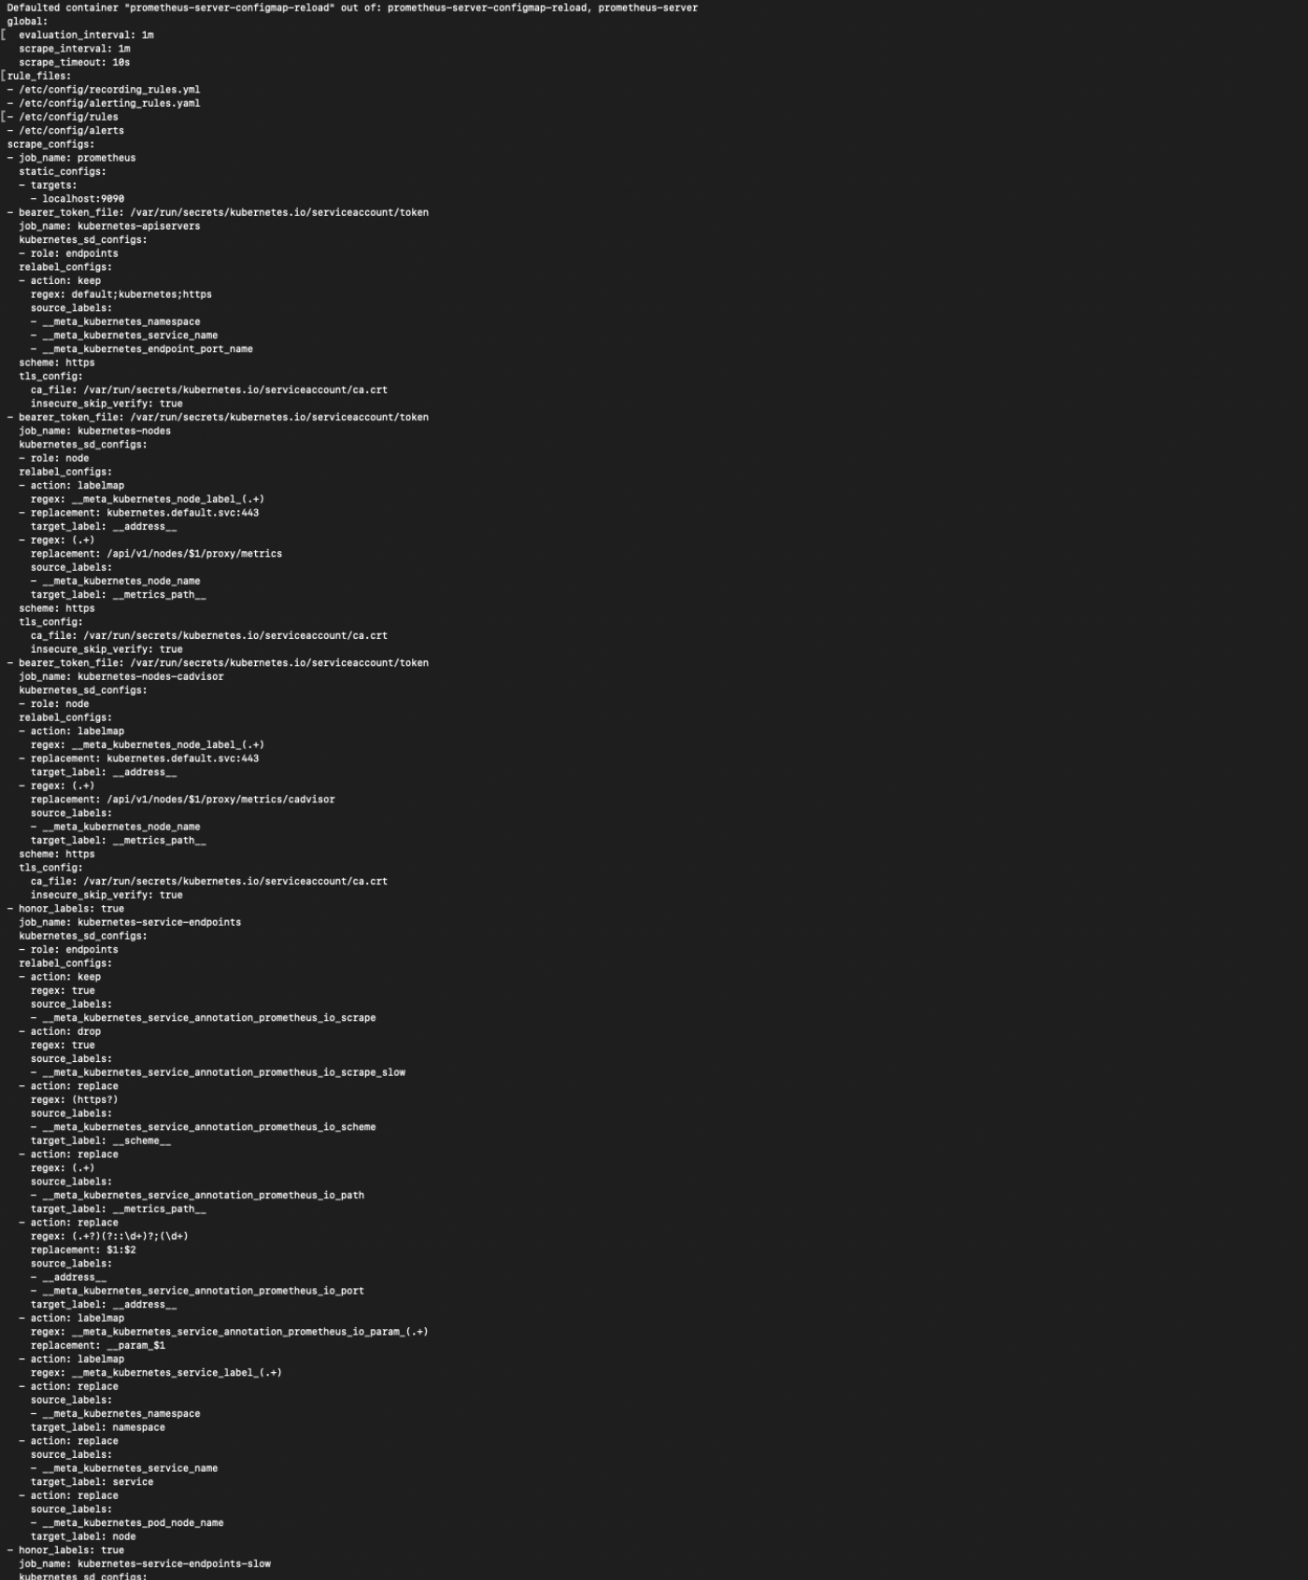 Defaulted container "prometheus-server-configmap-reload" out of: prometheus-server-configmap-reload, prometheus-server
global:
[  evaluation_interval: 1m
  scrape_interval: 1m
  scrape_timeout: 10s
[rule_files:
- /etc/config/recording_rules.yml
- /etc/config/alerting_rules.yaml
[- /etc/config/rules
- /etc/config/alerts
scrape_configs:
- job_name: prometheus
  static_configs:
  - targets:
    - localhost:9090
- bearer_token_file: /var/run/secrets/kubernetes.io/serviceaccount/token
  job_name: kubernetes-apiservers
  kubernetes_sd_configs:
  - role: endpoints
  relabel_configs:
  - action: keep
    regex: default;kubernetes;https
    source_labels:
    - __meta_kubernetes_namespace
    - __meta_kubernetes_service_name
    - __meta_kubernetes_endpoint_port_name
  scheme: https
  tls_config:
    ca_file: /var/run/secrets/kubernetes.io/serviceaccount/ca.crt
    insecure_skip_verify: true
- bearer_token_file: /var/run/secrets/kubernetes.io/serviceaccount/token
  job_name: kubernetes-nodes
  kubernetes_sd_configs:
  - role: node
  relabel_configs:
  - action: labelmap
    regex: __meta_kubernetes_node_label_(.+)
  - replacement: kubernetes.default.svc:443
    target_label: __address__
  - regex: (.+)
    replacement: /api/v1/nodes/$1/proxy/metrics
    source_labels:
    - __meta_kubernetes_node_name
    target_label: __metrics_path__
  scheme: https
  tls_config:
    ca_file: /var/run/secrets/kubernetes.io/serviceaccount/ca.crt
    insecure_skip_verify: true
- bearer_token_file: /var/run/secrets/kubernetes.io/serviceaccount/token
  job_name: kubernetes-nodes-cadvisor
  kubernetes_sd_configs:
  - role: node
  relabel_configs:
  - action: labelmap
    regex: __meta_kubernetes_node_label_(.+)
  - replacement: kubernetes.default.svc:443
    target_label: __address__
  - regex: (.+)
    replacement: /api/v1/nodes/$1/proxy/metrics/cadvisor
    source_labels:
    - __meta_kubernetes_node_name
    target_label: __metrics_path__
  scheme: https
  tls_config:
    ca_file: /var/run/secrets/kubernetes.io/serviceaccount/ca.crt
    insecure_skip_verify: true
- honor_labels: true
  job_name: kubernetes-service-endpoints
  kubernetes_sd_configs:
  - role: endpoints
  relabel_configs:
  - action: keep
    regex: true
    source_labels:
    - __meta_kubernetes_service_annotation_prometheus_io_scrape
  - action: drop
    regex: true
    source_labels:
    - __meta_kubernetes_service_annotation_prometheus_io_scrape_slow
  - action: replace
    regex: (https?)
    source_labels:
    - __meta_kubernetes_service_annotation_prometheus_io_scheme
    target_label: __scheme__
  - action: replace
    regex: (.+)
    source_labels:
    - __meta_kubernetes_service_annotation_prometheus_io_path
    target_label: __metrics_path__
  - action: replace
    regex: (.+?)(?::\d+)?;(\d+)
    replacement: $1:$2
    source_labels:
    - __address__
    - __meta_kubernetes_service_annotation_prometheus_io_port
    target_label: __address__
  - action: labelmap
    regex: __meta_kubernetes_service_annotation_prometheus_io_param_(.+)
    replacement: __param_$1
  - action: labelmap
    regex: __meta_kubernetes_service_label_(.+)
  - action: replace
    source_labels:
    - __meta_kubernetes_namespace
    target_label: namespace
  - action: replace
    source_labels:
    - __meta_kubernetes_service_name
    target_label: service
  - action: replace
    source_labels:
    - __meta_kubernetes_pod_node_name
    target_label: node
- honor_labels: true
  job_name: kubernetes-service-endpoints-slow
  kubernetes_sd_configs: